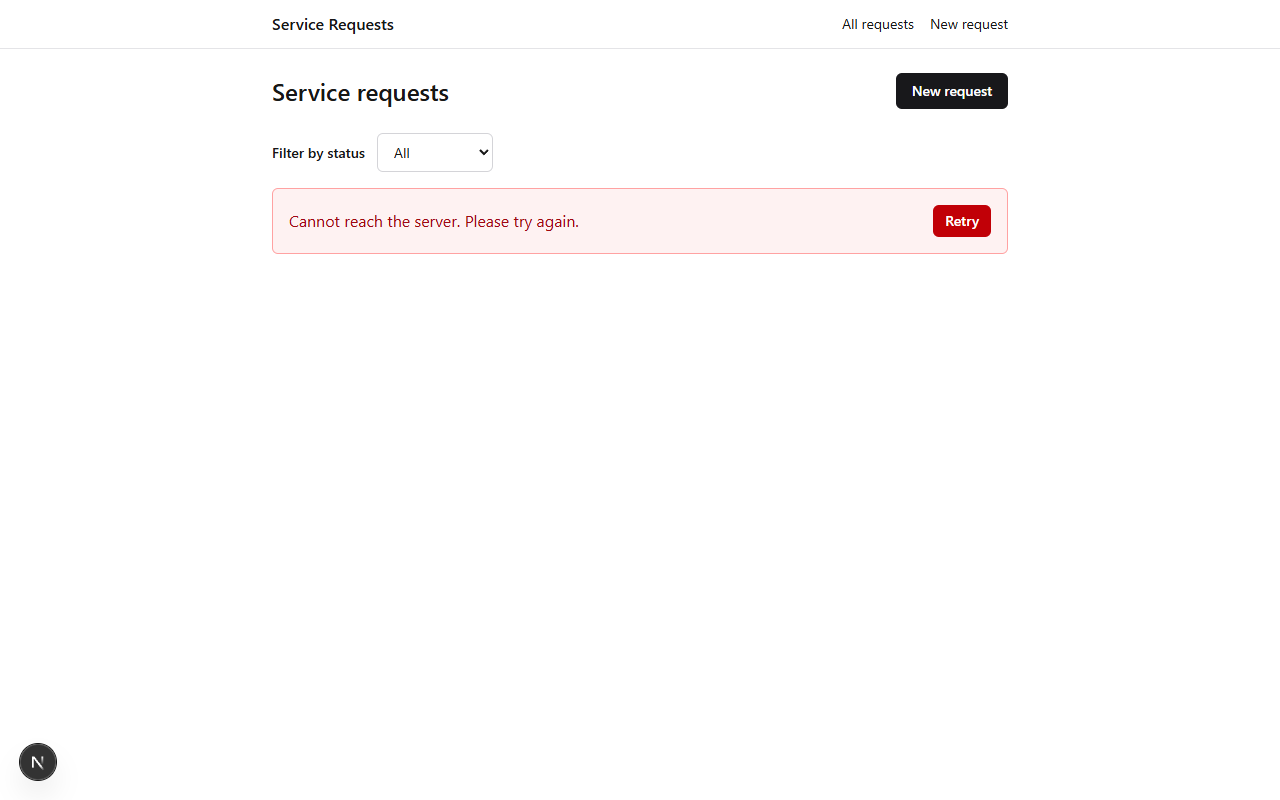 Service Requests
All requests
New request
Service requests
New request
Filter by status
All
Cannot reach the server. Please try again.
Retry
N